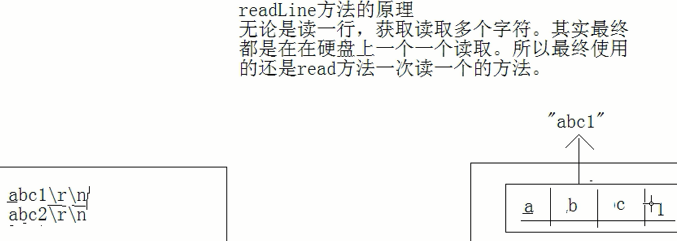 readLine方法的原理
无论是读一行，获取读取多个字符。其实最终
都是在在硬盘上一个一个读取。所以最终使用
的还是read方法一次读一个的方法。
"abc1"
abc1\r\n
abc2\r\n
a b c 1